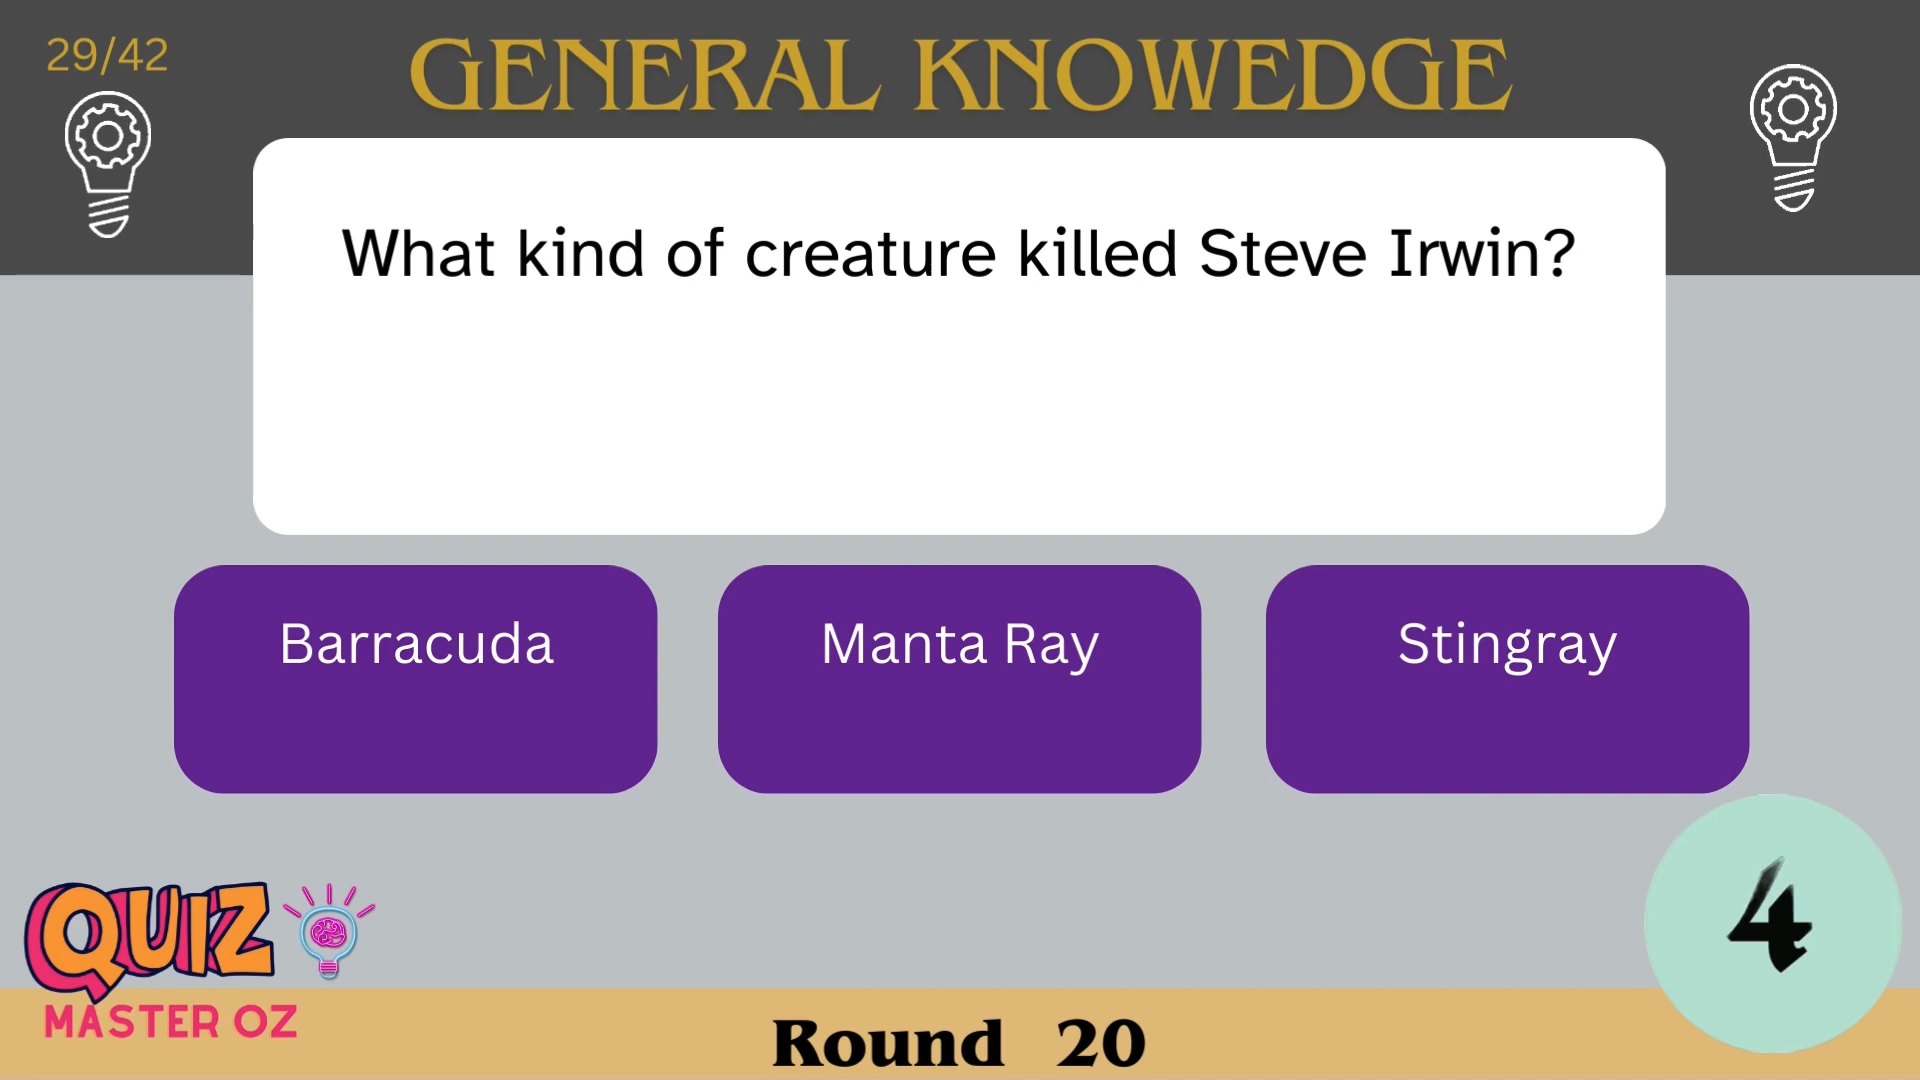 29/42
GENERAL KNOWEDGE
What kind of creature killed Steve Irwin?
Barracuda
Manta Ray
Stingray
4
QUIZ
MASTER OZ
Round 20